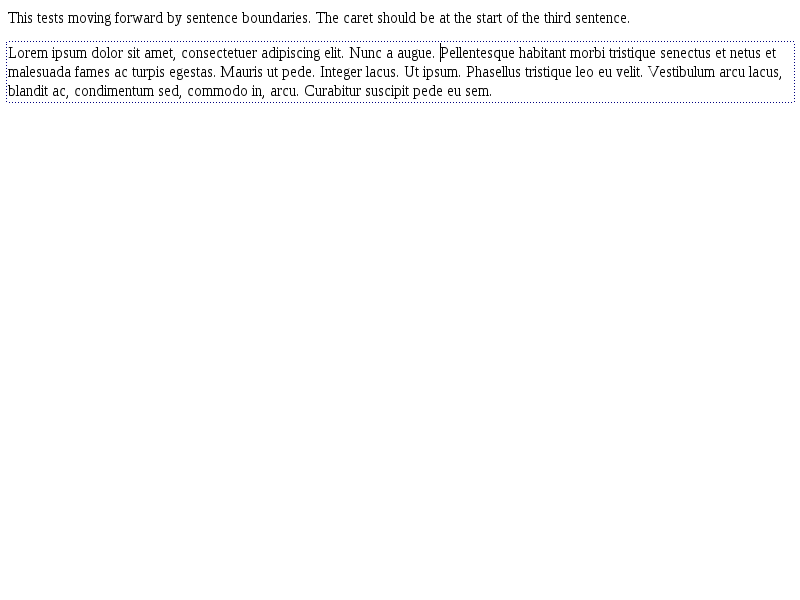 This tests moving forward by sentence boundaries. The caret should be at the start of the third sentence.
Lorem ipsum dolor sit amet, consectetuer adipiscing elit. Nunc a augue. Pellentesque habitant morbi tristique senectus et netus et
malesuada fames ac turpis egestas. Mauris ut pede. Integer lacus. Ut ipsum. Phasellus tristique leo eu velit. Vestibulum arcu lacus,
blandit ac, condimentum sed, commodo in, arcu. Curabitur suscipit pede eu sem.